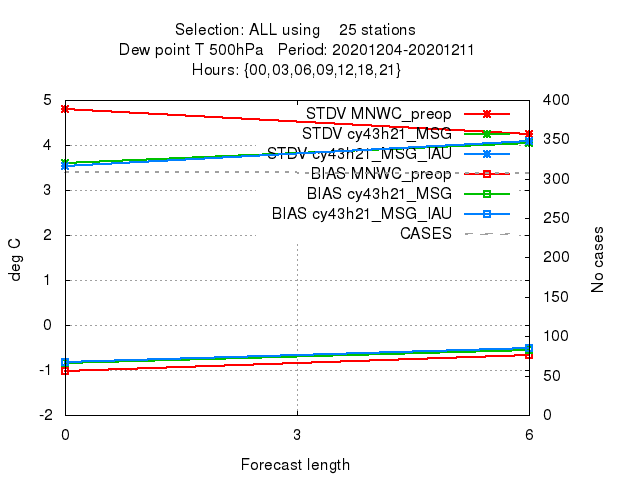 Selection: ALL using 25 stations
Dew point T 500hPa Period: 20201204-20201211
Hours: {00,03,06,09,12,18,21}
5
4
3
2
1
0
-1
-2
deg C
400
350
300
250
200
150
100
50
0
No cases
STDV MNWC_preop
STDV cy43h21_MSG
STDV cy43h21_MSG_IAU
BIAS MNWC_preop
BIAS cy43h21_MSG
BIAS cy43h21_MSG_IAU
CASES
0 3 6
Forecast length